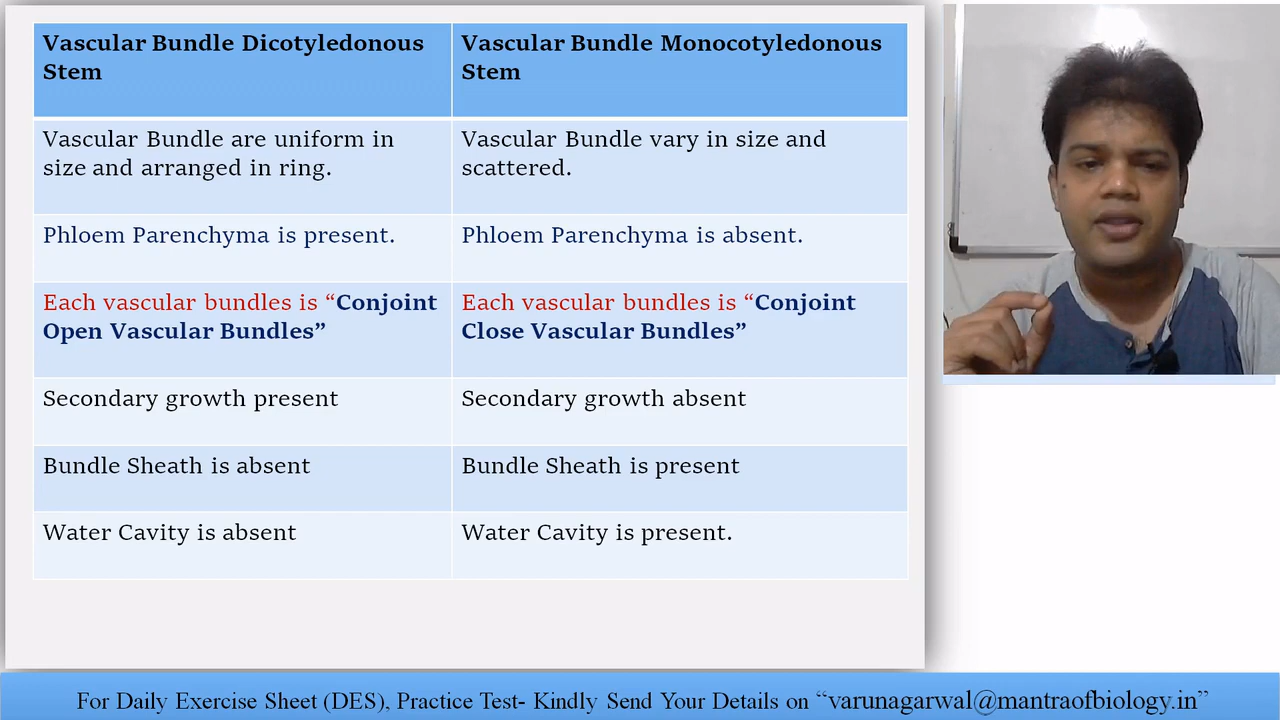 Vascular Bundle Dicotyledonous
Stem
Vascular Bundle Monocotyledonous
Stem
Vascular Bundle are uniform in
size and arranged in ring.
Vascular Bundle vary in size and
scattered.
Phloem Parenchyma is present.
Phloem Parenchyma is absent.
Each vascular bundles is “Conjoint
Open Vascular Bundles”
Each vascular bundles is “Conjoint
Close Vascular Bundles”
Secondary growth present
Secondary growth absent
Bundle Sheath is absent
Bundle Sheath is present
Water Cavity is absent
Water Cavity is present.
For Daily Exercise Sheet (DES), Practice Test- Kindly Send Your Details on “varunagarwal@mantraofbiology.in”